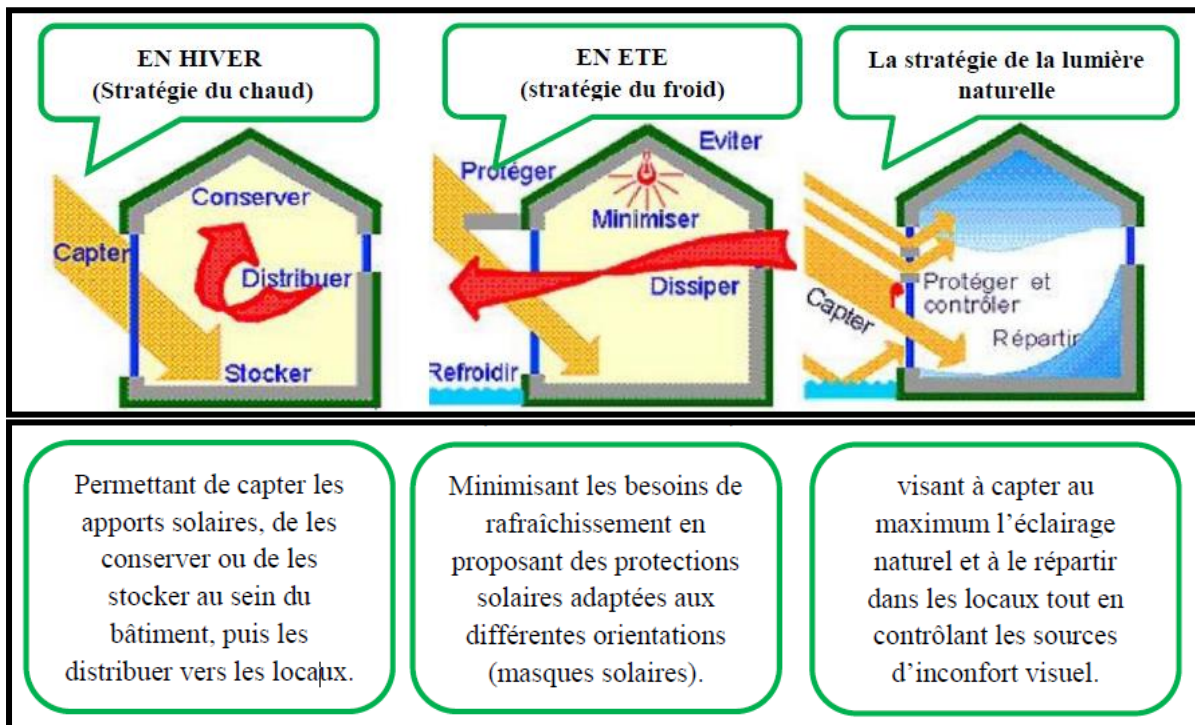 EN HIVER
(Stratégie du chaud)
Conserver
Capter
Distribuer
Stocker
EN ETE
(stratégie du froid)
Eviter
Protéger
Minimiser
Dissiper
Refroidir
La stratégie de la lumière
naturelle
Protéger et
contrôler
Capter
Répartir
Permettant de capter les
apports solaires, de les
conserver ou de les
stocker au sein du
bâtiment, puis les
distribuer vers les locaux.
Minimisant les besoins de
rafraîchissement en
proposant des protections
solaires adaptées aux
différentes orientations
(masques solaires).
visant à capter au
maximum l’éclairage
naturel et à le répartir
dans les locaux tout en
contrôlant les sources
d’inconfort visuel.